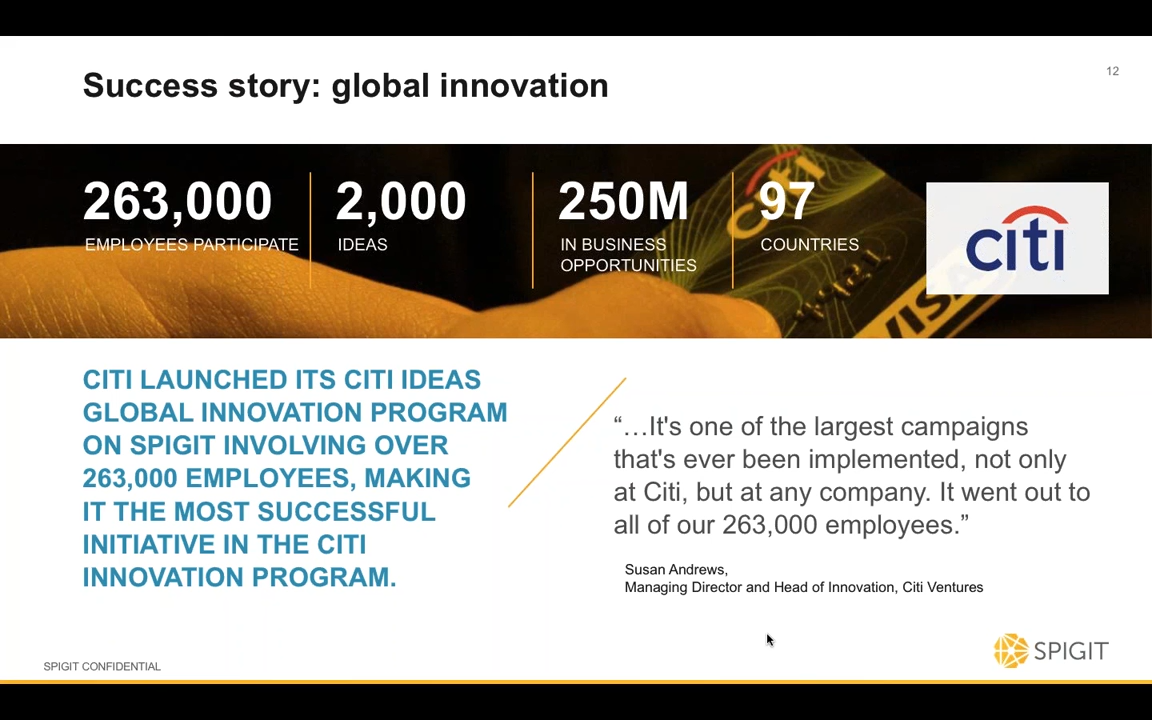 Success story: global innovation
12
263,000
EMPLOYEES PARTICIPATE
2,000
IDEAS
250M
IN BUSINESS
OPPORTUNITIES
97
COUNTRIES
citi
citi
VISA
CITI LAUNCHED ITS CITI IDEAS
GLOBAL INNOVATION PROGRAM
ON SPIGIT INVOLVING OVER
263,000 EMPLOYEES, MAKING
IT THE MOST SUCCESSFUL
INITIATIVE IN THE CITI
INNOVATION PROGRAM.
“…It's one of the largest campaigns
that's ever been implemented, not only
at Citi, but at any company. It went out to
all of our 263,000 employees.”
Susan Andrews,
Managing Director and Head of Innovation, Citi Ventures
SPIGIT CONFIDENTIAL
SPIGIT